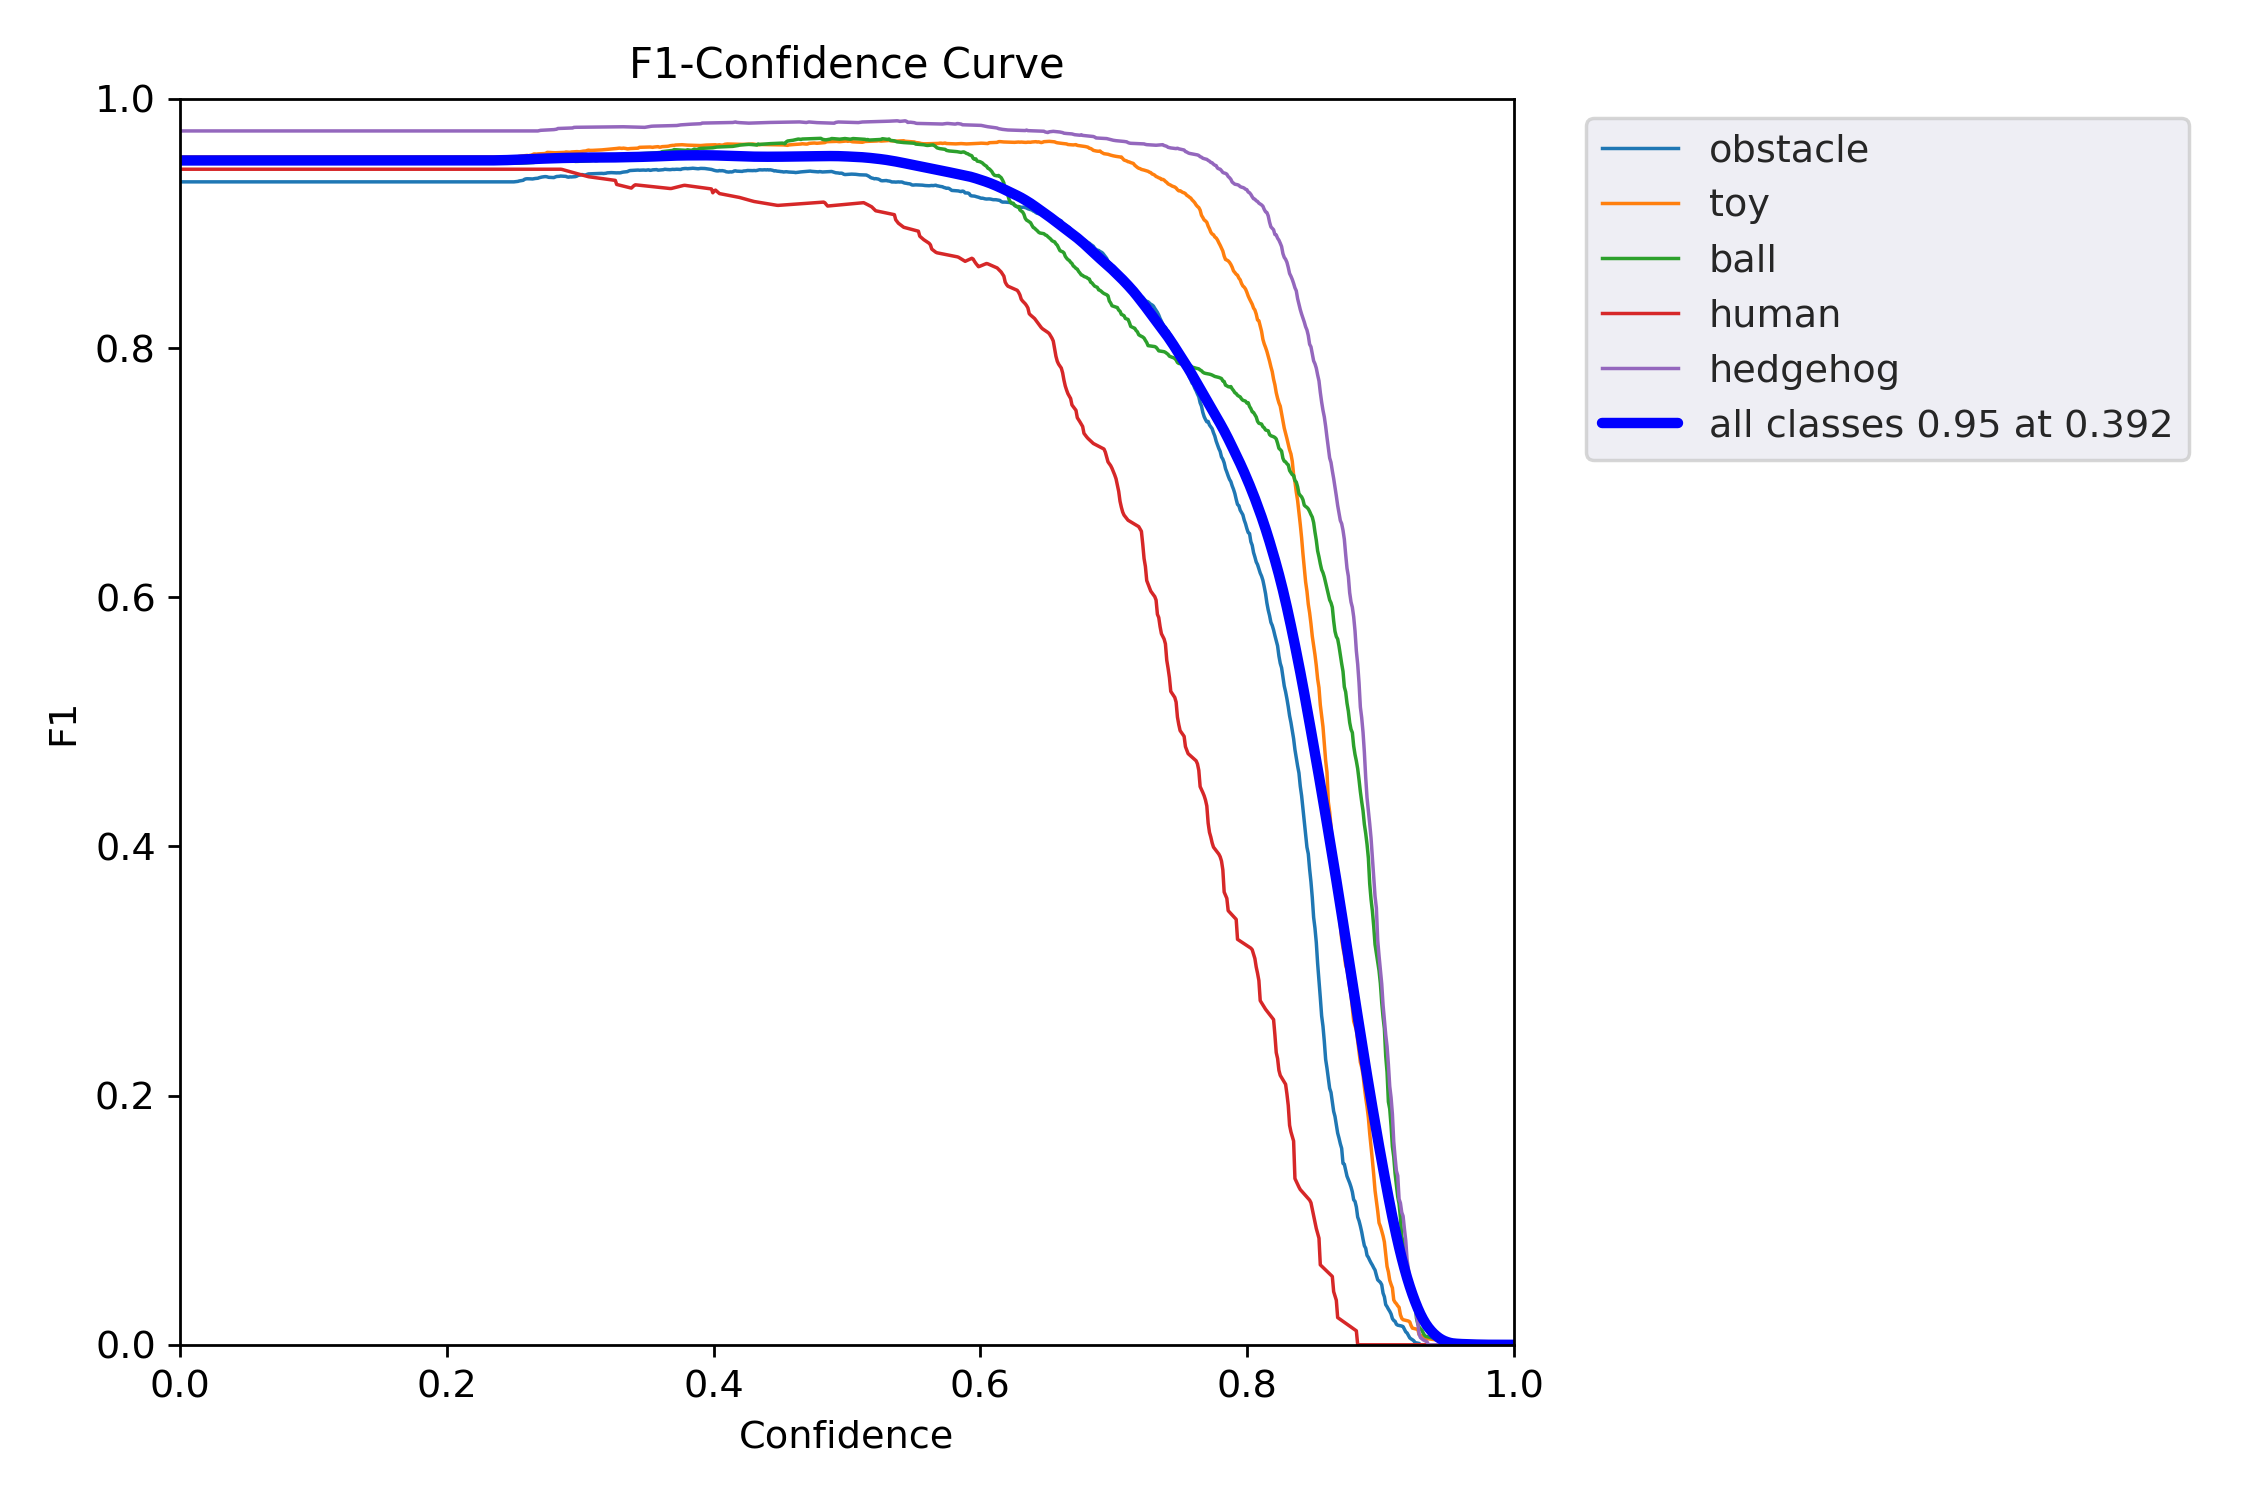 F1-Confidence Curve
1.0
0.8
0.6
0.4
0.2
0.0
F1
0.0 0.2 0.4 0.6 0.8 1.0
Confidence
obstacle
toy
ball
human
hedgehog
all classes 0.95 at 0.392